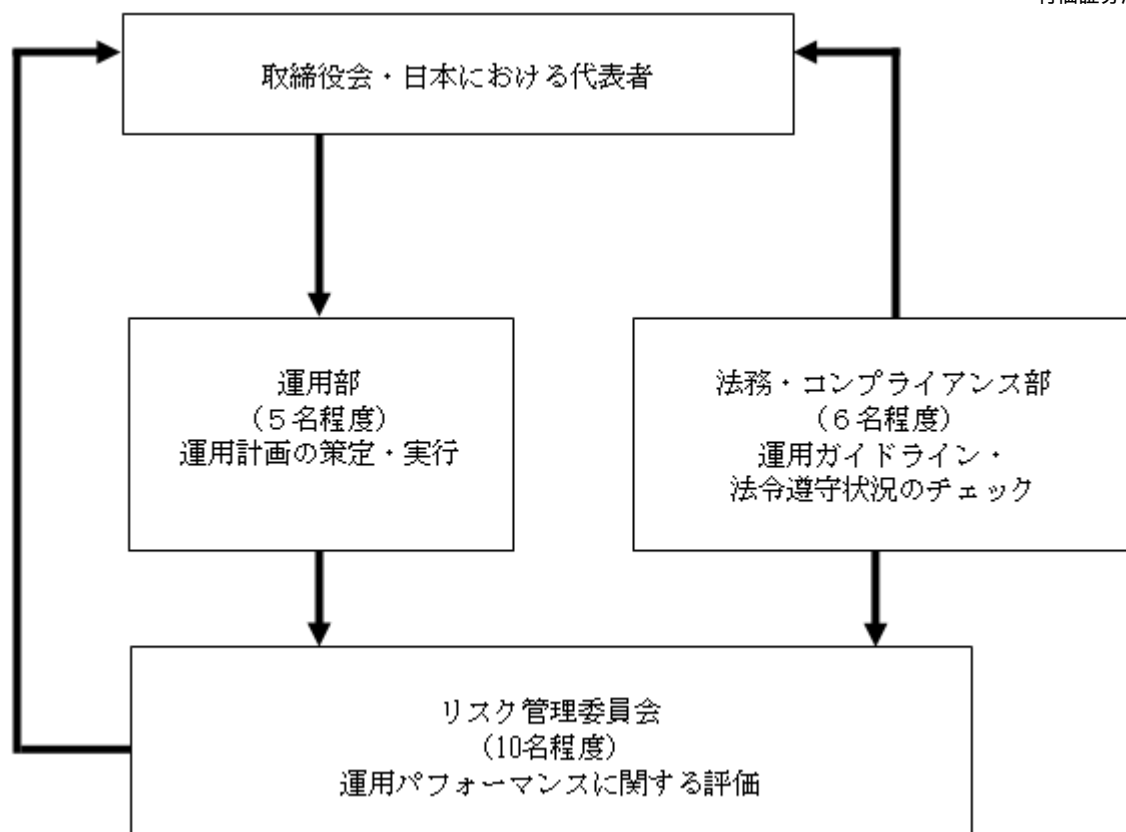 取締役会・日本における代表者
運用部
（５名程度）
運用計画の策定・実行
法務・コンプライアンス部
（６名程度）
運用ガイドライン・
法令遵守状況のチェック
リスク管理委員会
（10名程度）
運用パフォーマンスに関する評価